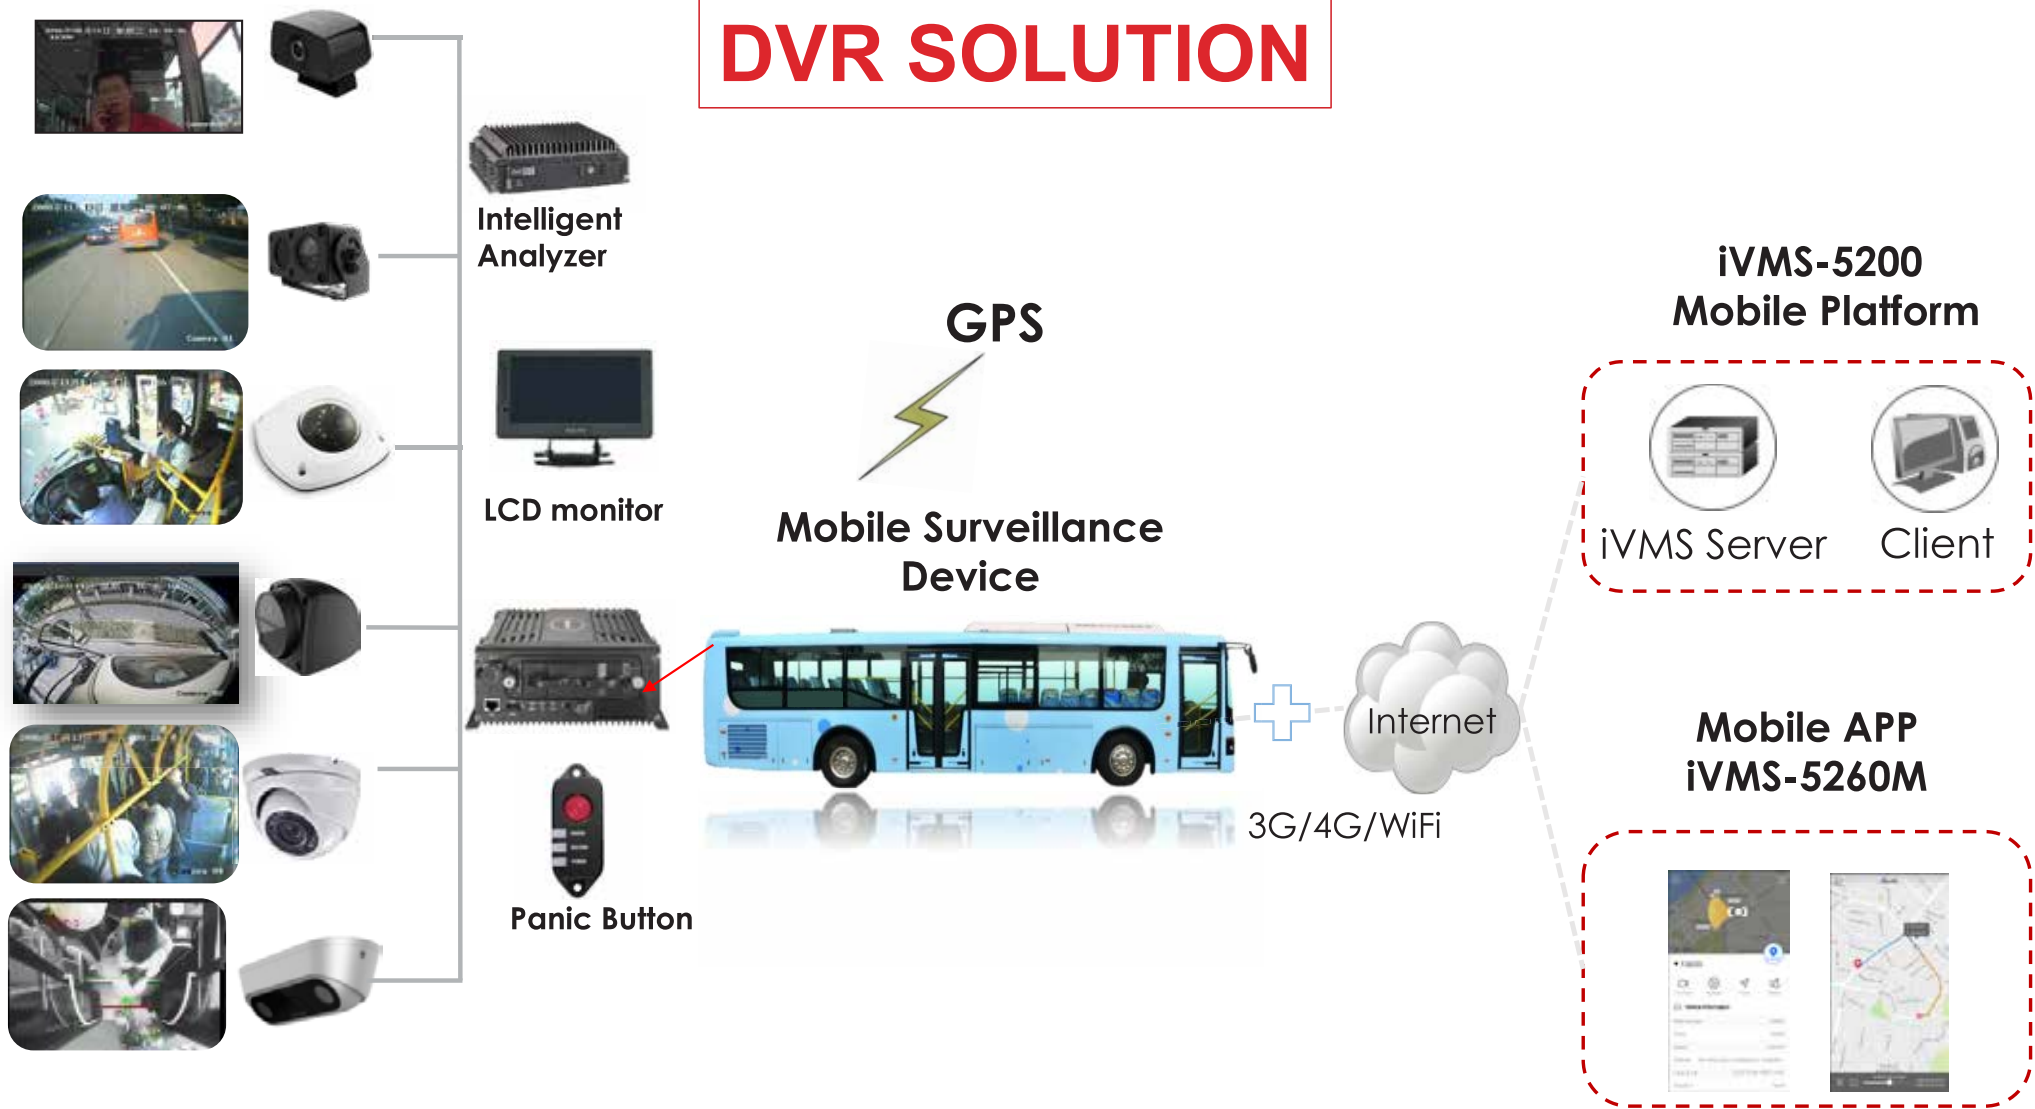 DVR SOLUTION
Intelligent
Analyzer
GPS
iVMS-5200
Mobile Platform
LCD monitor
Mobile Surveillance
Device
iVMS Server
Client
Internet
3G/4G/WiFi
Mobile APP
iVMS-5260M
Panic Button